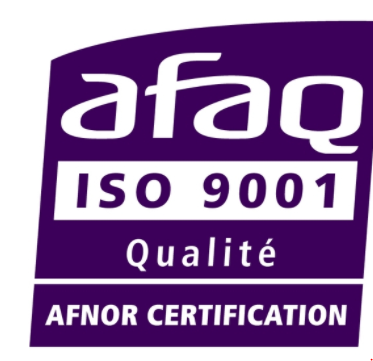 afaq
ISO 9001
Qualité
AFNOR CERTIFICATION